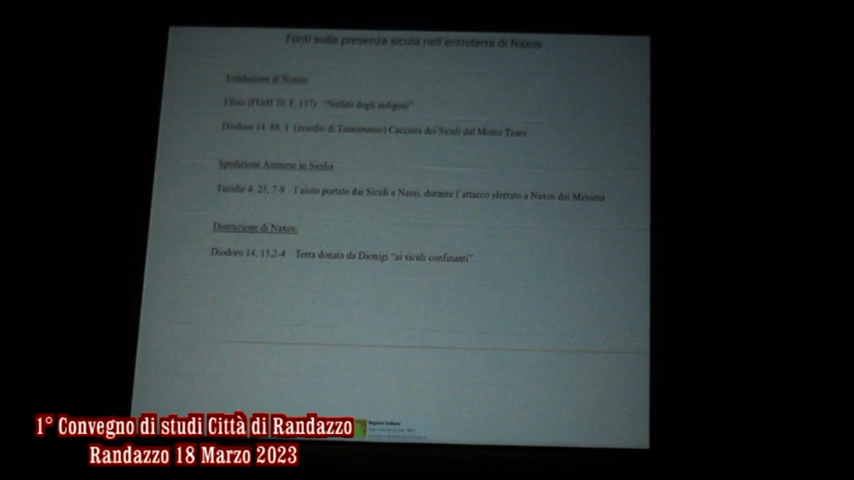 Fonti sulla presenza sicula nell'entroterra di Naxos
Fondazione di Naxos:
Eforo (FGrH 70, F, 137) "Nullità degli indigeni"
Diodoro 14, 88, 1 (assedio di Tauromenio) Cacciata dei Siculi dal Monte Tauro
Spedizione Ateniese in Sicilia
Tucidie 4, 25, 7-9 l'aiuto portato dai Siculi a Nassi, durante l'attacco sferrato a Naxos dai Messeni
Distruzione di Naxos:
Diodoro 14, 15,2-4 Terra donata da Dionigi "ai siculi confinanti"
1° Convegno di studi Città di Randazzo
Randazzo 18 Marzo 2023